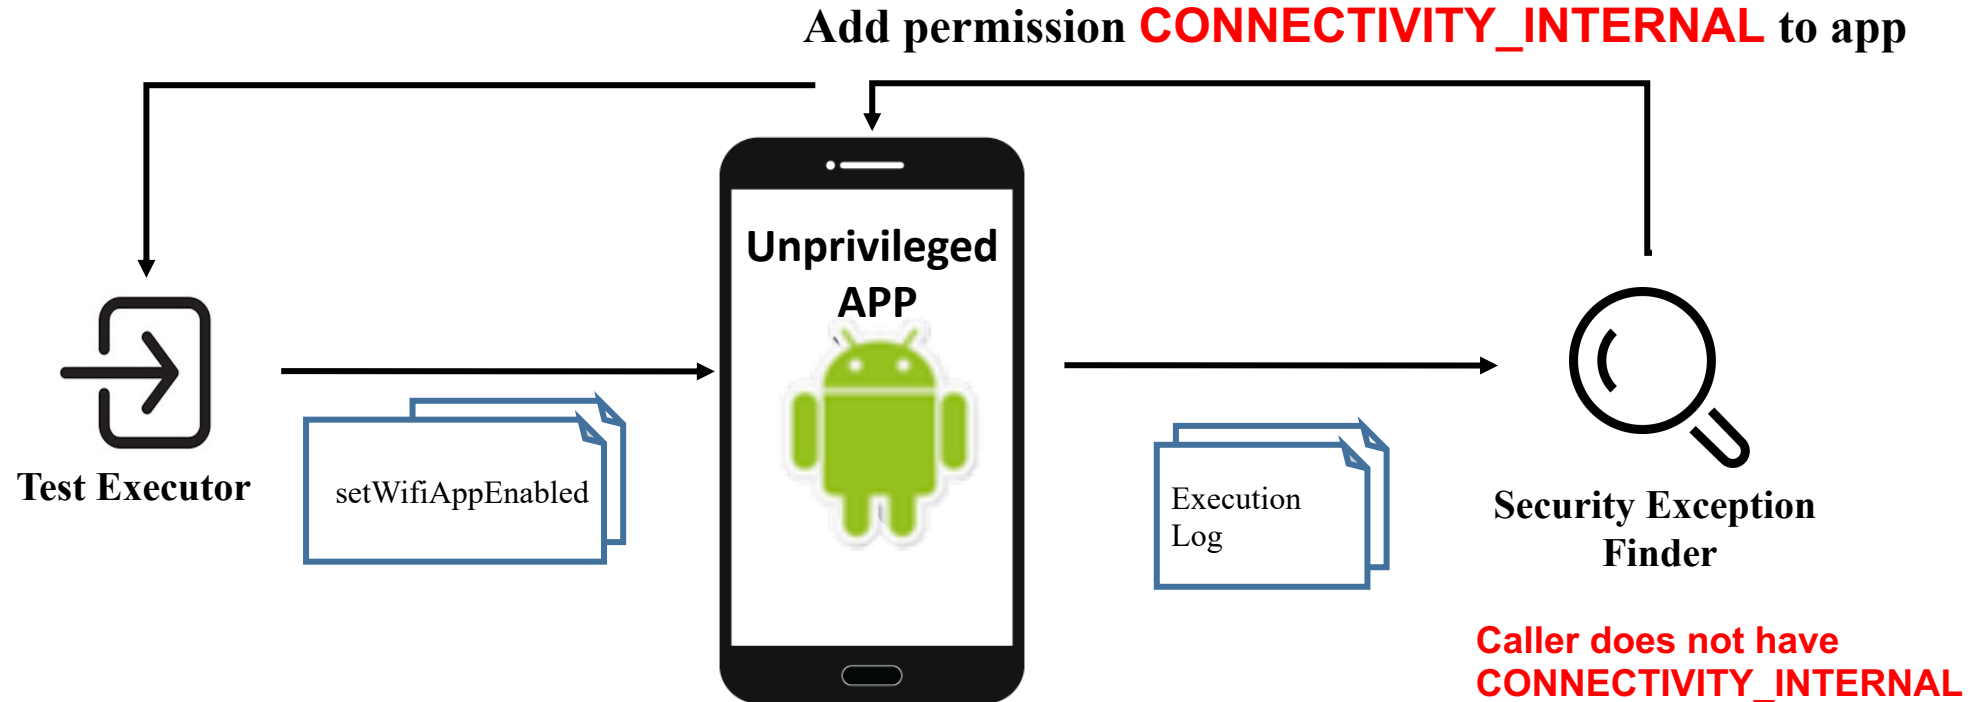 Add permission CONNECTIVITY_INTERNAL to app
Unprivileged
APP
Test Executor
setWifiAppEnabled
Execution
Log
Security Exception
Finder
Caller does not have
CONNECTIVITY_INTERNAL